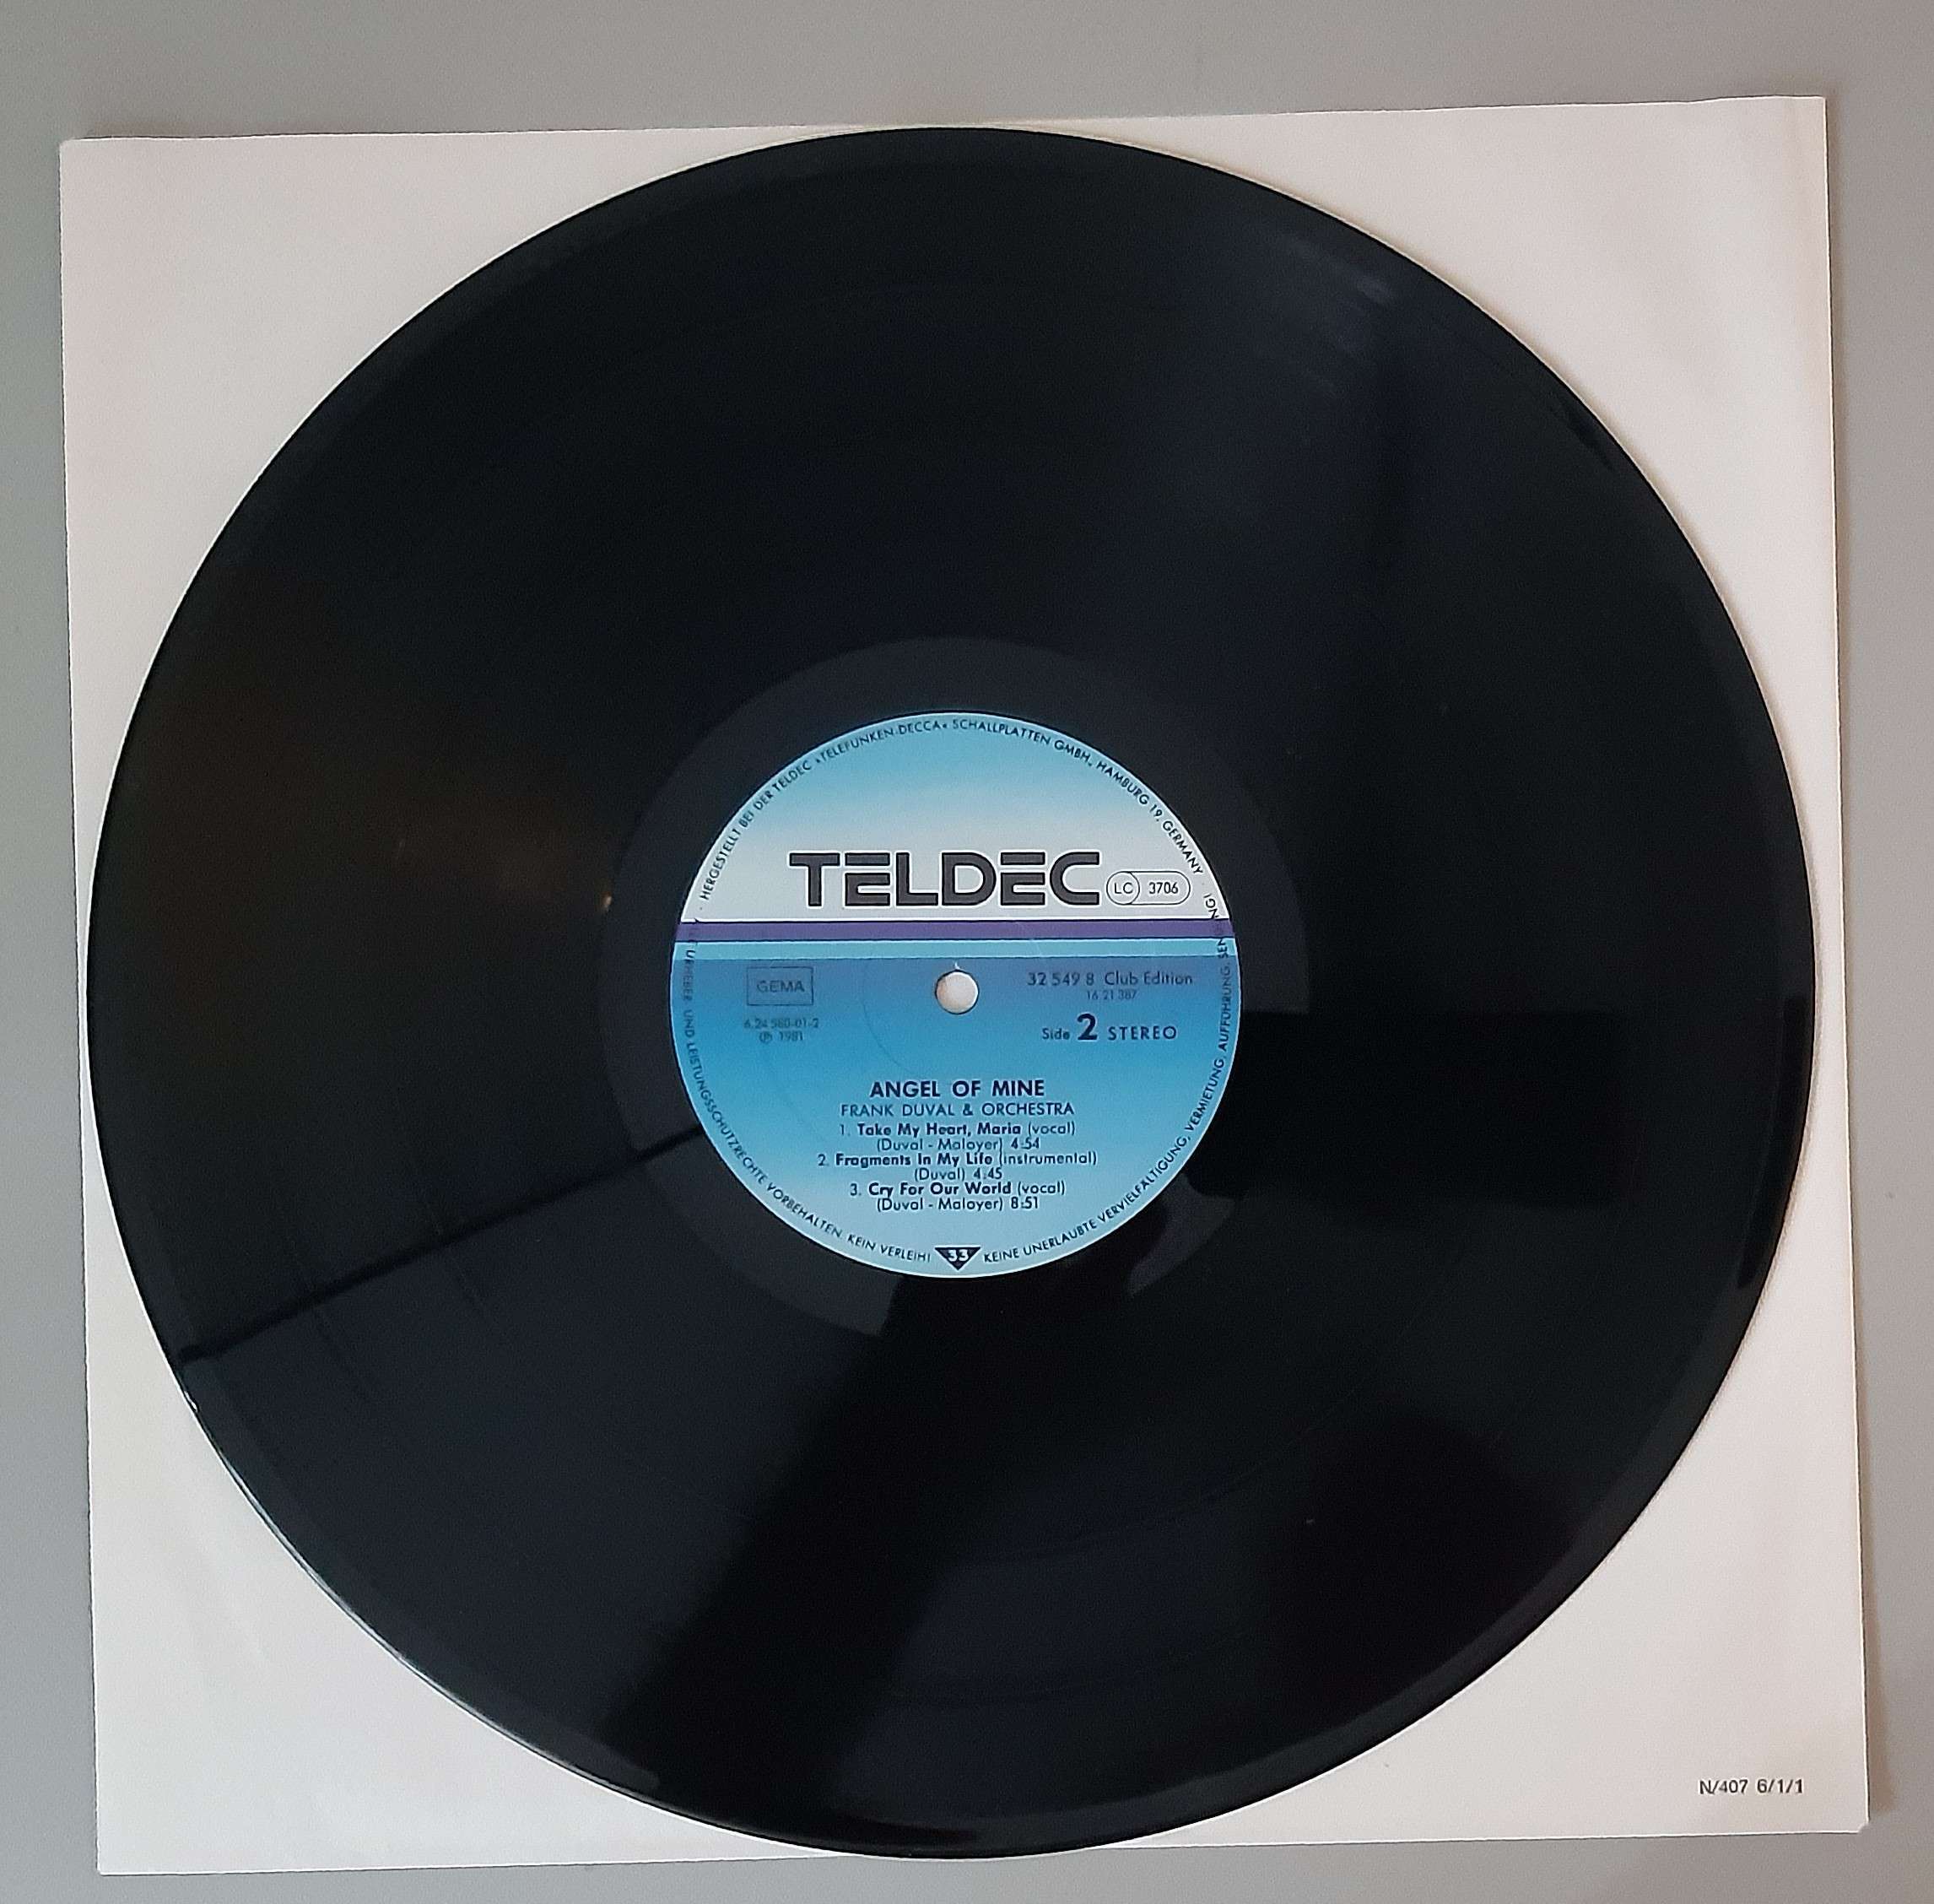 · HERGESTELLT BEI DER TELDEC »TELEFUNKEN-DECCA« SCHALLPLATTEN GMBH., HAMBURG 19, GERMANY ·
TELDEC
LC 3706
GEMA
32 549 8 Club Edition
16 21 387
6.24 580-01-2
℗ 1981
Side 2 STEREO
ANGEL OF MINE
FRANK DUVAL & ORCHESTRA
1. Take My Heart, Maria (vocal)
(Duval - Maloyer) 4:54
2. Fragments In My Life (instrumental)
(Duval) 4:45
3. Cry For Our World (vocal)
(Duval - Maloyer) 8:51
URHEBER- UND LEISTUNGSSCHUTZRECHTE VORBEHALTEN. KEIN VERLEIH!
33
KEINE UNERLAUBTE VERVIELFÄLTIGUNG, VERMIETUNG, AUFFÜHRUNG, SENDUNG!
N/407 6/1/1